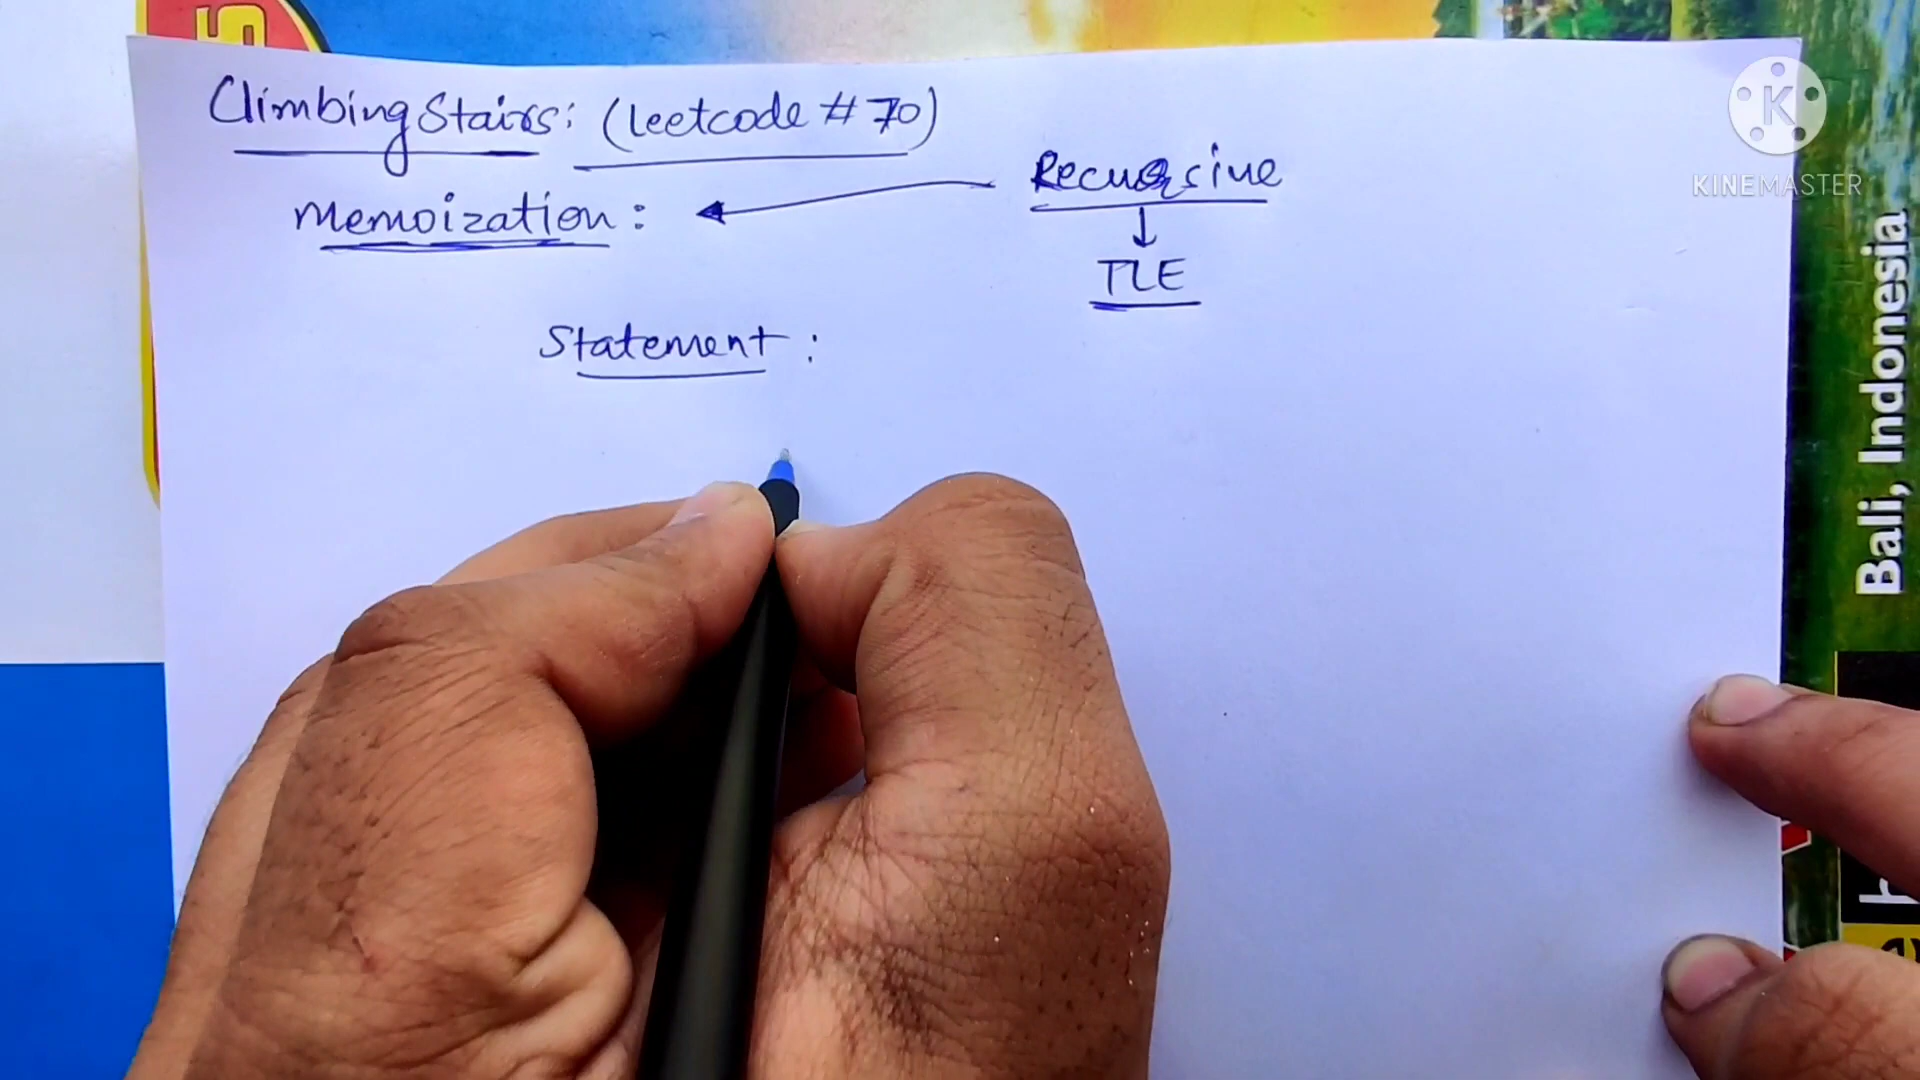 Climbing Stairs: (leetcode # 70)
Recursive
Memoization:
TLE
Statement:
KINEMASTER
Bali, Indonesia